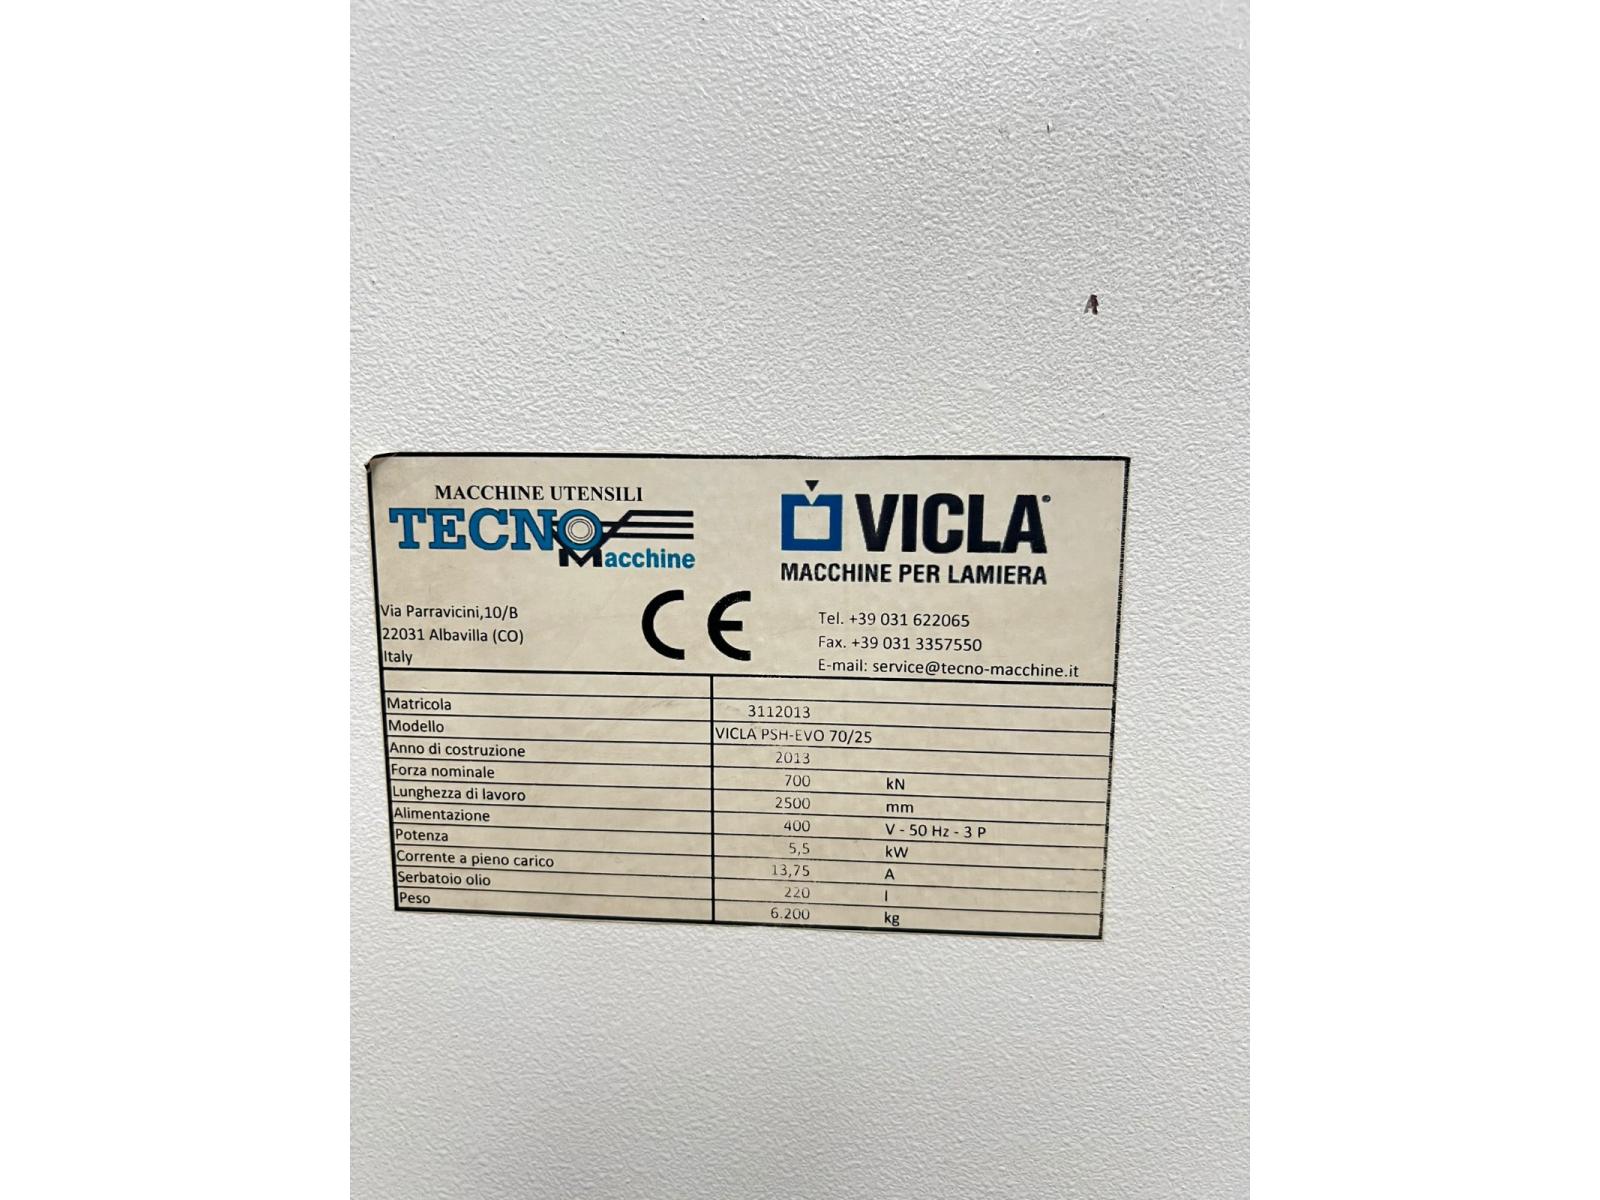 MACCHINE UTENSILI
TECNO
Macchine
VICLA®
MACCHINE PER LAMIERA
Via Parravicini,10/B
22031 Albavilla (CO)
Italy
CE
Tel. +39 031 622065
Fax. +39 031 3357550
E-mail: service@tecno-macchine.it
Matricola 3112013
Modello VICLA PSH-EVO 70/25
Anno di costruzione 2013
Forza nominale 700 kN
Lunghezza di lavoro 2500 mm
Alimentazione 400 V - 50 Hz - 3 P
Potenza 5,5 kW
Corrente a pieno carico 13,75 A
Serbatoio olio 220 l
Peso 6.200 kg